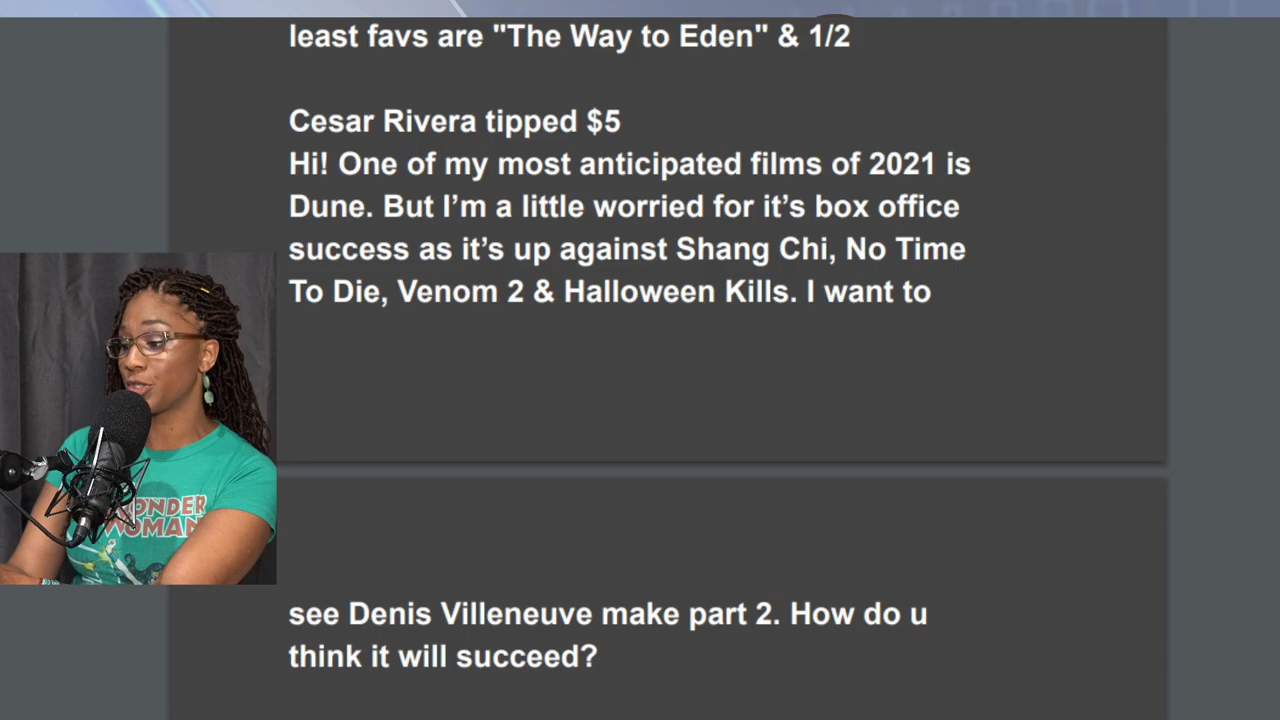 least favs are "The Way to Eden" & 1/2
Cesar Rivera tipped $5
Hi! One of my most anticipated films of 2021 is
Dune. But I’m a little worried for it’s box office
success as it’s up against Shang Chi, No Time
To Die, Venom 2 & Halloween Kills. I want to
WONDER
WOMAN
see Denis Villeneuve make part 2. How do u
think it will succeed?